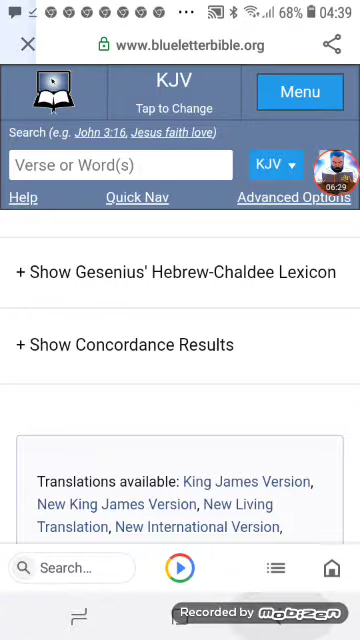 68% 04:39
www.blueletterbible.org
KJV
Tap to Change
Menu
Search (e.g. John 3:16, Jesus faith love)
Verse or Word(s)
KJV
06:29
Help Quick Nav Advanced Options
+ Show Gesenius' Hebrew-Chaldee Lexicon
+ Show Concordance Results
Translations available: King James Version,
New King James Version, New Living
Translation, New International Version,
Search...
Recorded by mobizen